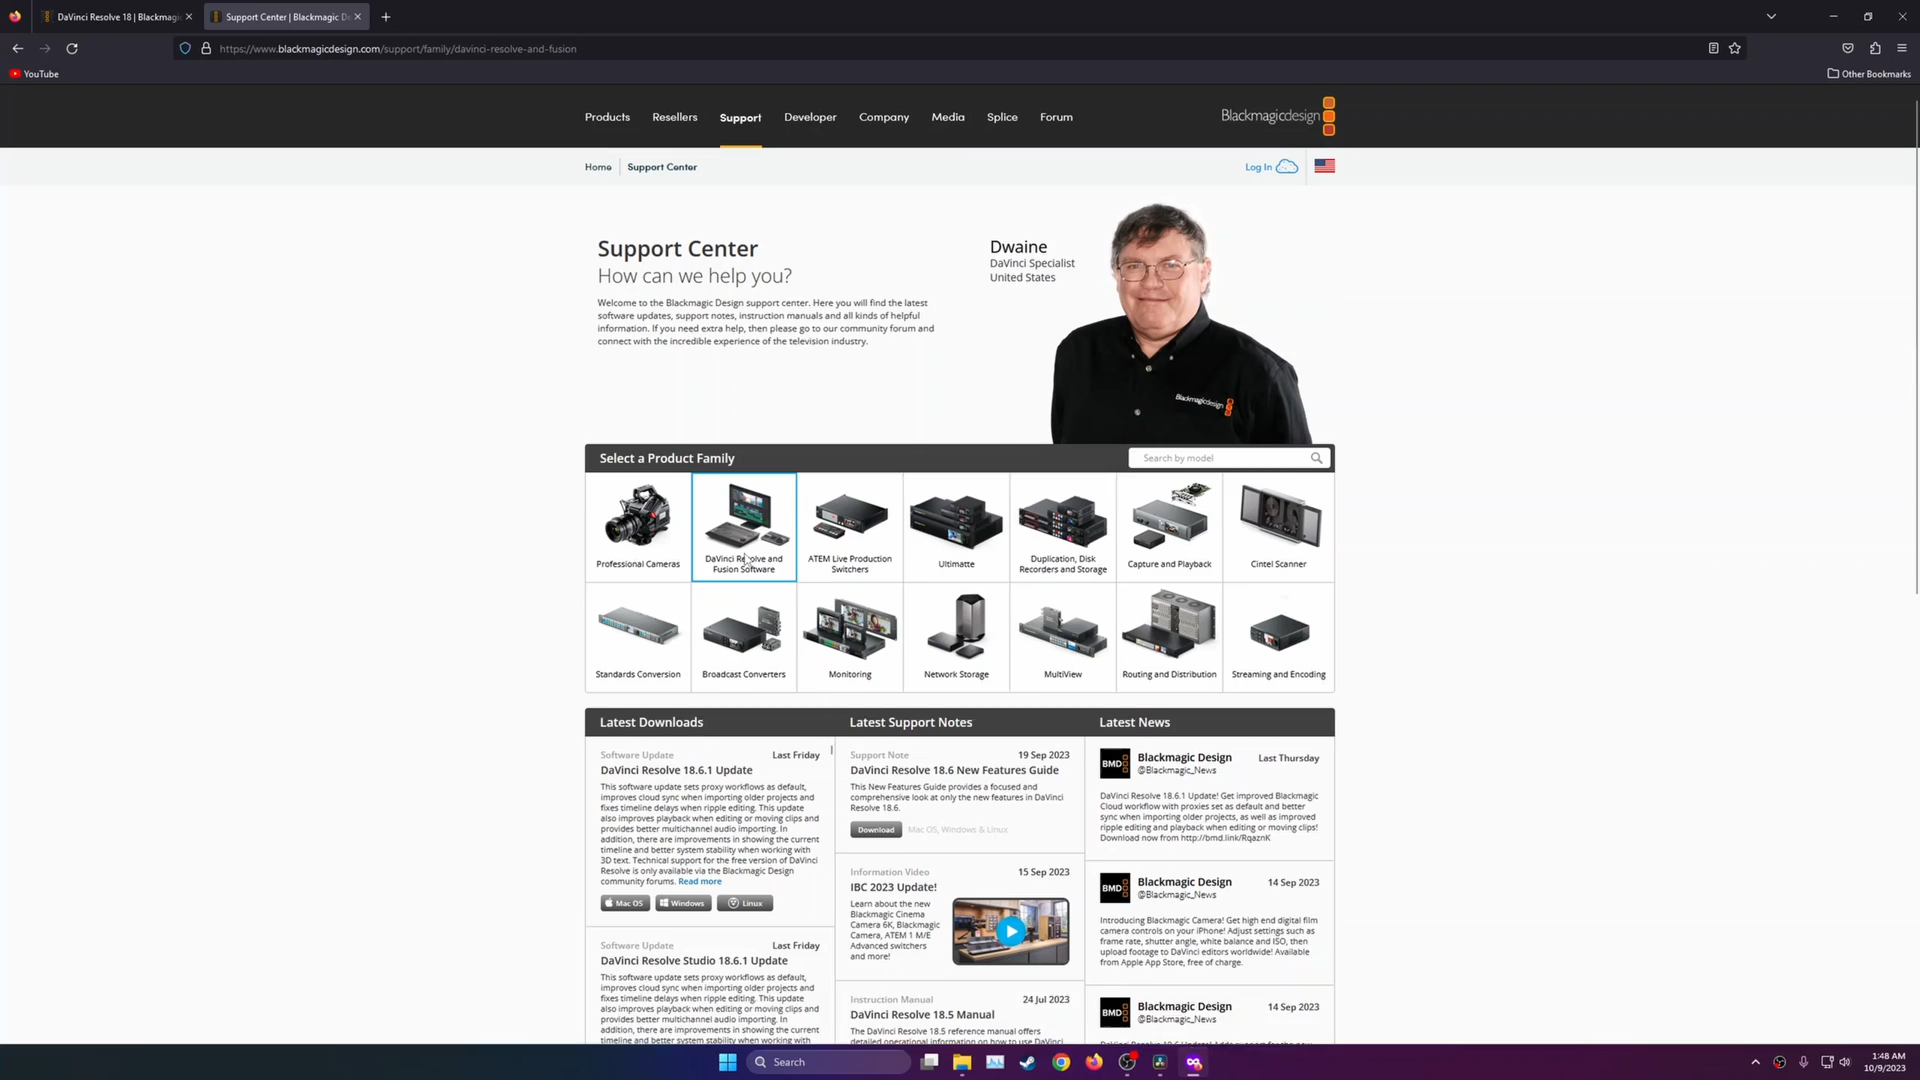 DaVinci Resolve 18 | Blackmagic
Support Center | Blackmagic De
https://www.blackmagicdesign.com/support/family/davinci-resolve-and-fusion
YouTube
Other Bookmarks
Products Resellers Support Developer Company Media Splice Forum
Blackmagicdesign
Home Support Center
Log In
Support Center
How can we help you?
Welcome to the Blackmagic Design support center. Here you will find the latest
software updates, support notes, instruction manuals and all kinds of helpful
information. If you need extra help, then please go to our community forum and
connect with the incredible experience of the television industry.
Dwaine
DaVinci Specialist
United States
Blackmagicdesign
Select a Product Family
Search by model
Professional Cameras
DaVinci Resolve and
Fusion Software
ATEM Live Production
Switchers
Ultimatte
Duplication, Disk
Recorders and Storage
Capture and Playback
Cintel Scanner
Standards Conversion
Broadcast Converters
Monitoring
Network Storage
MultiView
Routing and Distribution
Streaming and Encoding
Latest Downloads
Software Update Last Friday
DaVinci Resolve 18.6.1 Update
This software update sets proxy workflows as default,
improves cloud sync when importing older projects and
fixes timeline delays when ripple editing. This update
also improves playback when editing or moving clips and
provides better multichannel audio importing. In
addition, there are improvements in showing the current
timeline and better system stability when working with
3D text. Technical support for the free version of DaVinci
Resolve is only available via the Blackmagic Design
community forums. Read more
Mac OS Windows Linux
Software Update Last Friday
DaVinci Resolve Studio 18.6.1 Update
This software update sets proxy workflows as default,
improves cloud sync when importing older projects and
fixes timeline delays when ripple editing. This update
also improves playback when editing or moving clips and
provides better multichannel audio importing. In
addition, there are improvements in showing the current
timeline and better system stability when working with
Latest Support Notes
Support Note 19 Sep 2023
DaVinci Resolve 18.6 New Features Guide
This New Features Guide provides a focused and
comprehensive look at only the new features in DaVinci
Resolve 18.6.
Download Mac OS, Windows & Linux
Information Video 15 Sep 2023
IBC 2023 Update!
Learn about the new
Blackmagic Cinema
Camera 6K, Blackmagic
Camera, ATEM 1 M/E
Advanced switchers
and more!
Instruction Manual 24 Jul 2023
DaVinci Resolve 18.5 Manual
The DaVinci Resolve 18.5 reference manual offers
detailed operational information on how to use DaVinci
Latest News
BMD
Blackmagic Design Last Thursday
@Blackmagic_News
DaVinci Resolve 18.6.1 Update! Get improved Blackmagic
Cloud workflow with proxies set as default and better
sync when importing older projects, as well as improved
ripple editing and playback when editing or moving clips!
Download now from http://bmd.link/RqaznK
BMD
Blackmagic Design 14 Sep 2023
@Blackmagic_News
Introducing Blackmagic Camera! Get high end digital film
camera controls on your iPhone! Adjust settings such as
frame rate, shutter angle, white balance and ISO, then
upload footage to DaVinci editors worldwide! Available
from Apple App Store, free of charge.
BMD
Blackmagic Design 14 Sep 2023
@Blackmagic_News
Search
1:48 AM
10/9/2023